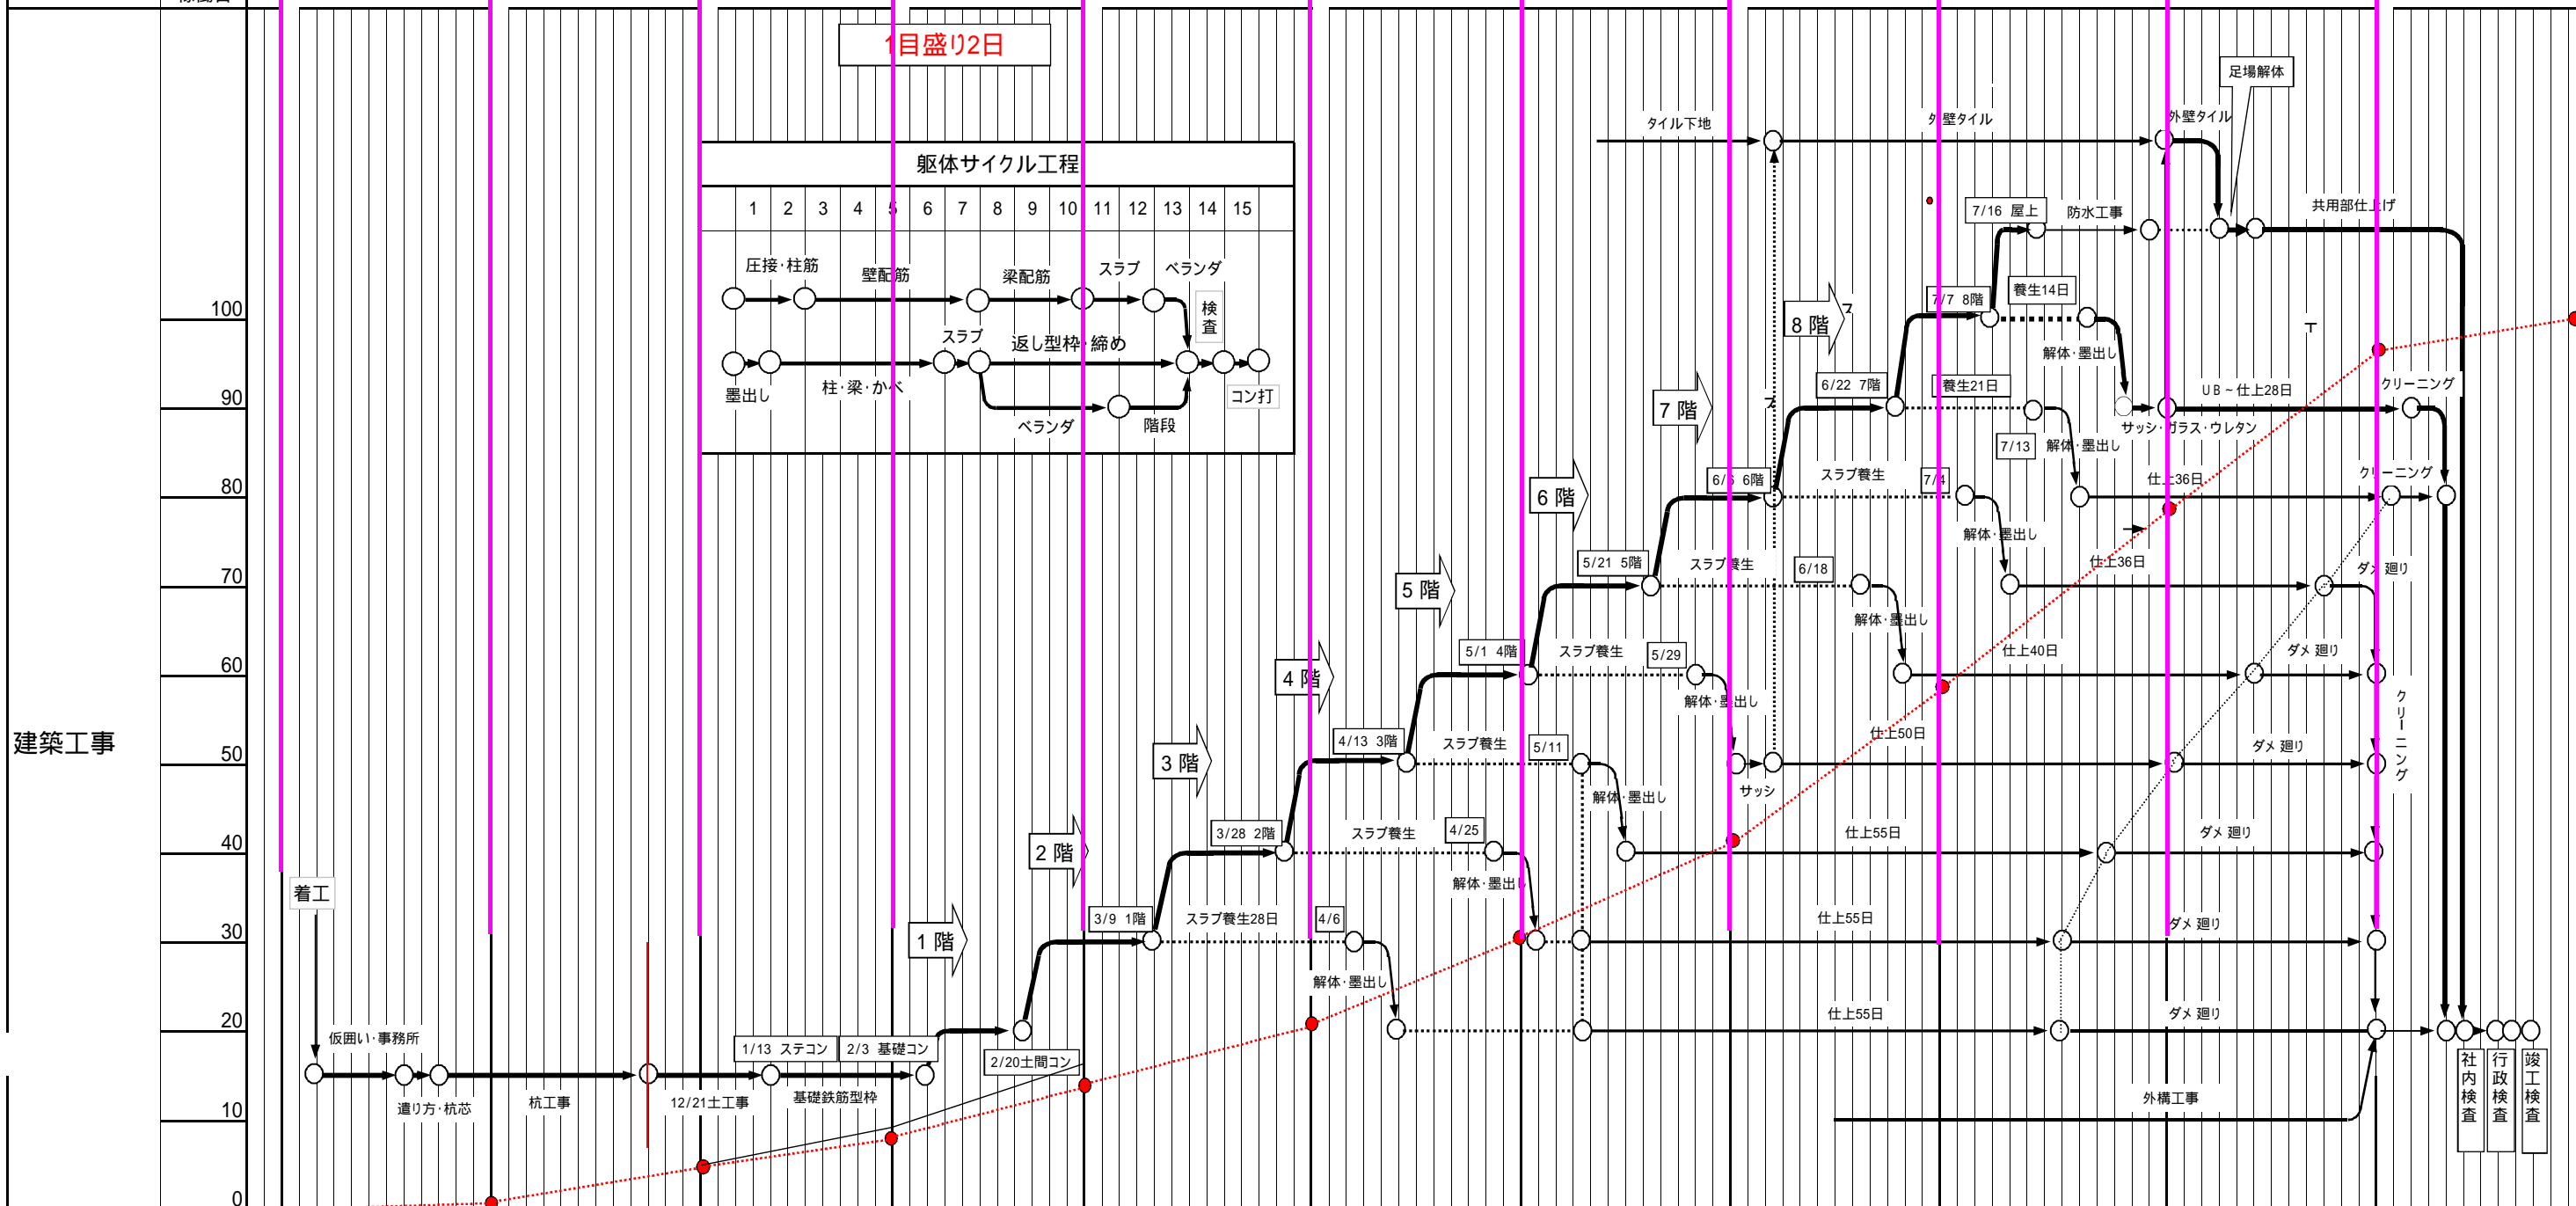 1目盛り2日
足場解体
タイル下地
外壁タイル
外壁タイル
躯体サイクル工程
1 2 3 4 5 6 7 8 9 10 11 12 13 14 15
圧接・柱筋
壁配筋
梁配筋
スラブ
ベランダ
検査
スラブ
返し型枠・締め
墨出し
柱・梁・かべ
ベランダ
階段
コン打
7/16 屋上
防水工事
共用部仕上げ
100
8 階
7/7 8階
養生14日
解体・墨出し
90
7 階
6/22 7階
養生21日
UB～仕上28日
クリーニング
サッシ・ガラス・ウレタン
7/13
解体・墨出し
80
6 階
6/6 6階
スラブ養生
7/4
仕上36日
クリーニング
解体・墨出し
70
5 階
5/21 5階
スラブ養生
6/18
仕上36日
ダメ廻り
解体・墨出し
60
4 階
5/1 4階
スラブ養生
5/29
仕上40日
ダメ廻り
解体・墨出し
クリーニング
建築工事
50
3 階
4/13 3階
スラブ養生
5/11
仕上50日
ダメ廻り
解体・墨出し
サッシ
40
2 階
3/28 2階
スラブ養生
4/25
仕上55日
ダメ廻り
解体・墨出し
着工
30
1 階
3/9 1階
スラブ養生28日
4/6
仕上55日
ダメ廻り
解体・墨出し
20
仮囲い・事務所
1/13 ステコン
2/3 基礎コン
2/20土間コン
仕上55日
ダメ廻り
10
遣り方・杭芯
杭工事
12/21土工事
基礎鉄筋型枠
外構工事
社内検査
行政検査
竣工検査
0